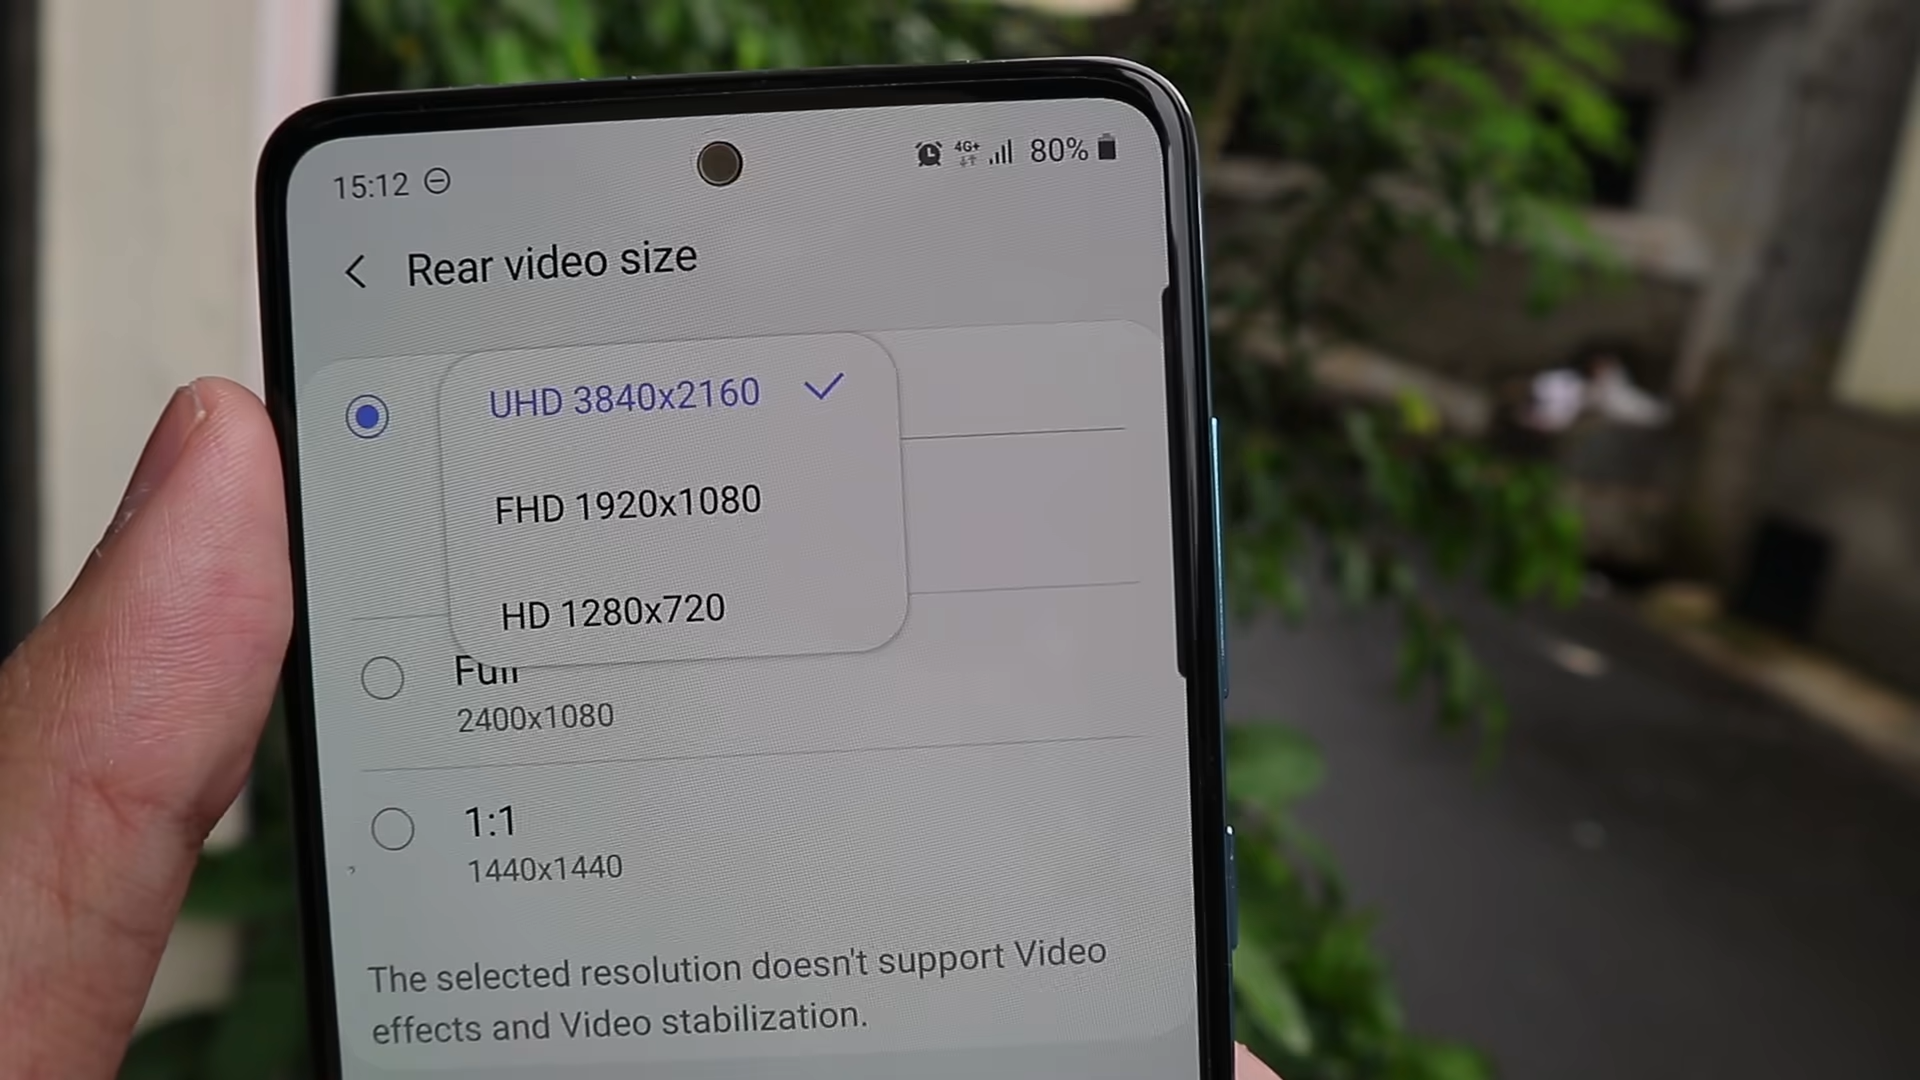 15:12
4G+ 80%
Rear video size
UHD 3840x2160
FHD 1920x1080
HD 1280x720
Full
2400x1080
1:1
1440x1440
The selected resolution doesn't support Video
effects and Video stabilization.